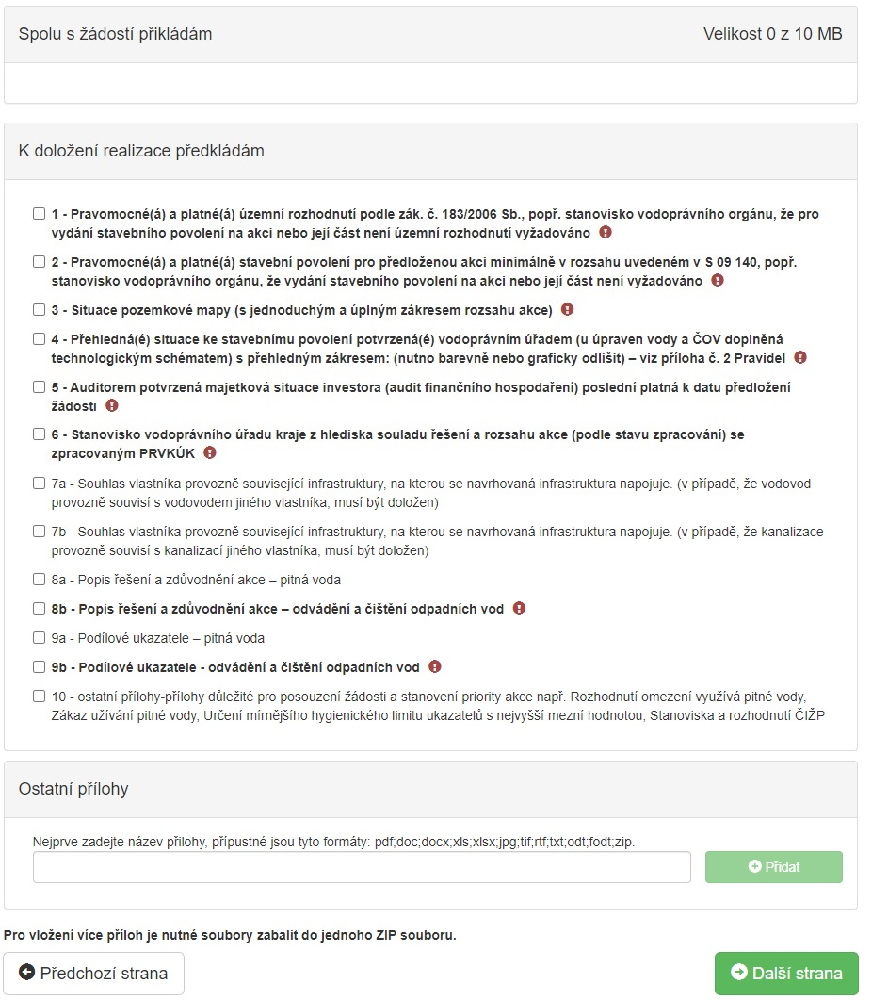 Spolu s žádostí přikládám
Velikost 0 z 10 MB
K doložení realizace předkládám
1 - Pravomocné(á) a platné(á) územní rozhodnutí podle zák. č. 183/2006 Sb., popř. stanovisko vodoprávního orgánu, že pro
vydání stavebního povolení na akci nebo její část není územní rozhodnutí vyžadováno
2 - Pravomocné(á) a platné(á) stavební povolení pro předloženou akci minimálně v rozsahu uvedeném v S 09 140, popř.
stanovisko vodoprávního orgánu, že vydání stavebního povolení na akci nebo její část není vyžadováno
3 - Situace pozemkové mapy (s jednoduchým a úplným zákresem rozsahu akce)
4 - Přehledná(é) situace ke stavebnímu povolení potvrzená(é) vodoprávním úřadem (u úpraven vody a ČOV doplněná
technologickým schématem) s přehledným zákresem: (nutno barevně nebo graficky odlišit) – viz příloha č. 2 Pravidel
5 - Auditorem potvrzená majetková situace investora (audit finančního hospodaření) poslední platná k datu předložení
žádosti
6 - Stanovisko vodoprávního úřadu kraje z hlediska souladu řešení a rozsahu akce (podle stavu zpracování) se
zpracovaným PRVKÚK
7a - Souhlas vlastníka provozně související infrastruktury, na kterou se navrhovaná infrastruktura napojuje. (v případě, že vodovod
provozně souvisí s vodovodem jiného vlastníka, musí být doložen)
7b - Souhlas vlastníka provozně související infrastruktury, na kterou se navrhovaná infrastruktura napojuje. (v případě, že kanalizace
provozně souvisí s kanalizací jiného vlastníka, musí být doložen)
8a - Popis řešení a zdůvodnění akce – pitná voda
8b - Popis řešení a zdůvodnění akce – odvádění a čištění odpadních vod
9a - Podílové ukazatele – pitná voda
9b - Podílové ukazatele - odvádění a čištění odpadních vod
10 - ostatní přílohy-přílohy důležité pro posouzení žádosti a stanovení priority akce např. Rozhodnutí omezení využívá pitné vody,
Zákaz užívání pitné vody, Určení mírnějšího hygienického limitu ukazatelů s nejvyšší mezní hodnotou, Stanoviska a rozhodnutí ČIŽP
Ostatní přílohy
Nejprve zadejte název přilohy, přípustné jsou tyto formáty: pdf;doc;docx;xls;xlsx;jpg;tif;rtf;txt;odt;fodt;zip.
Přidat
Pro vložení více příloh je nutné soubory zabalit do jednoho ZIP souboru.
Předchozí strana
Další strana